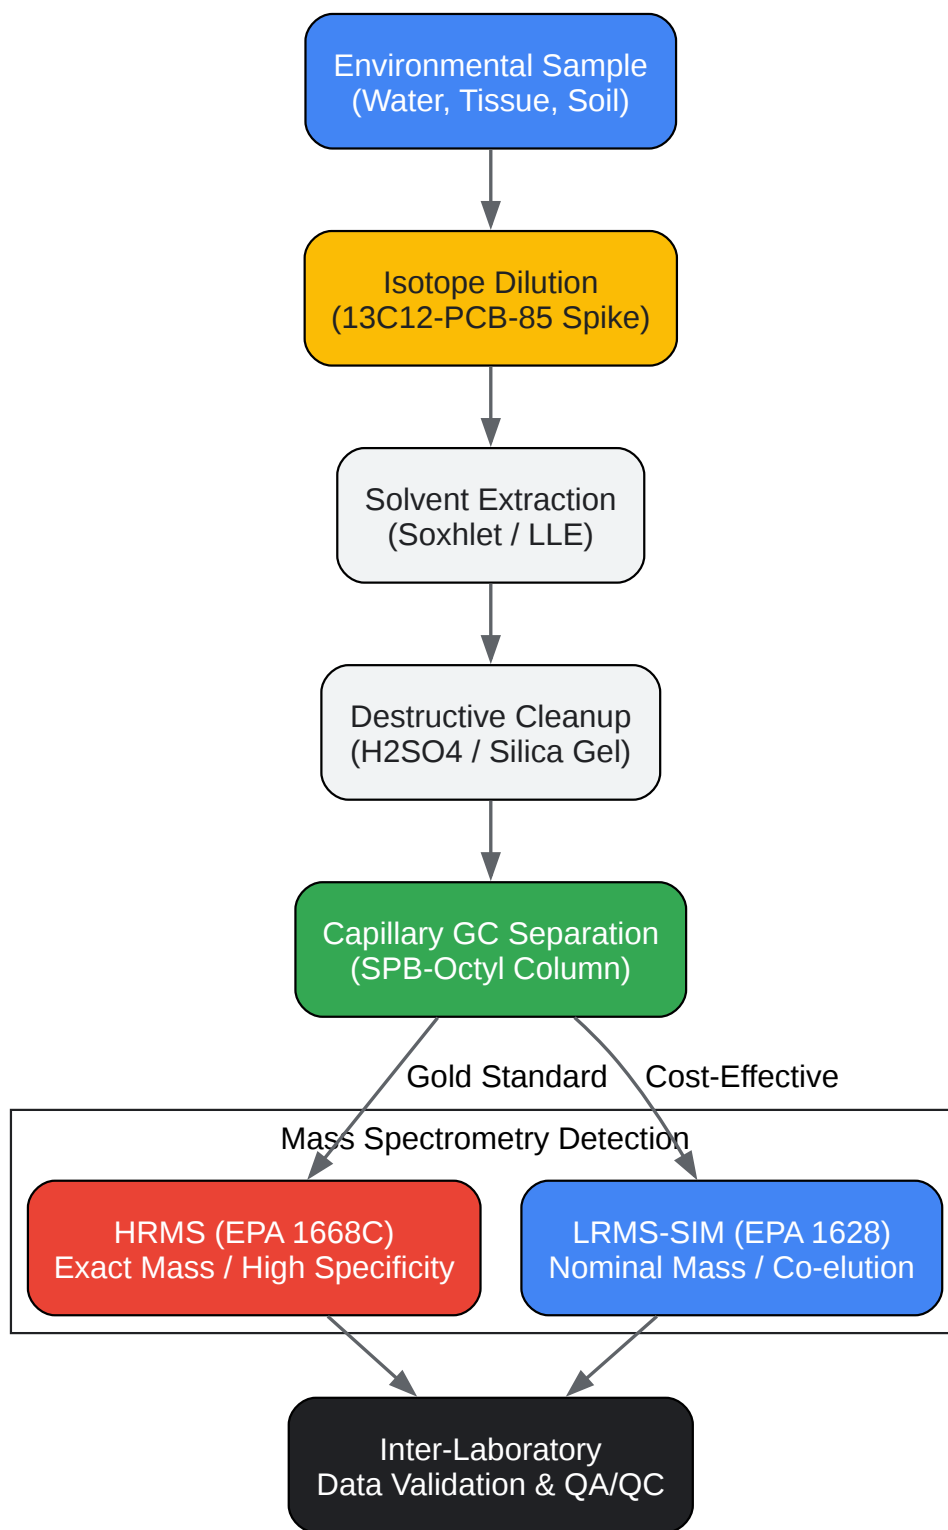 Environmental Sample
(Water, Tissue, Soil)
Isotope Dilution
(13C12-PCB-85 Spike)
Solvent Extraction
(Soxhlet / LLE)
Destructive Cleanup
(H2SO4 / Silica Gel)
Capillary GC Separation
(SPB-Octyl Column)
Gold Standard
Cost-Effective
Mass Spectrometry Detection
HRMS (EPA 1668C)
Exact Mass / High Specificity
LRMS-SIM (EPA 1628)
Nominal Mass / Co-elution
Inter-Laboratory
Data Validation & QA/QC